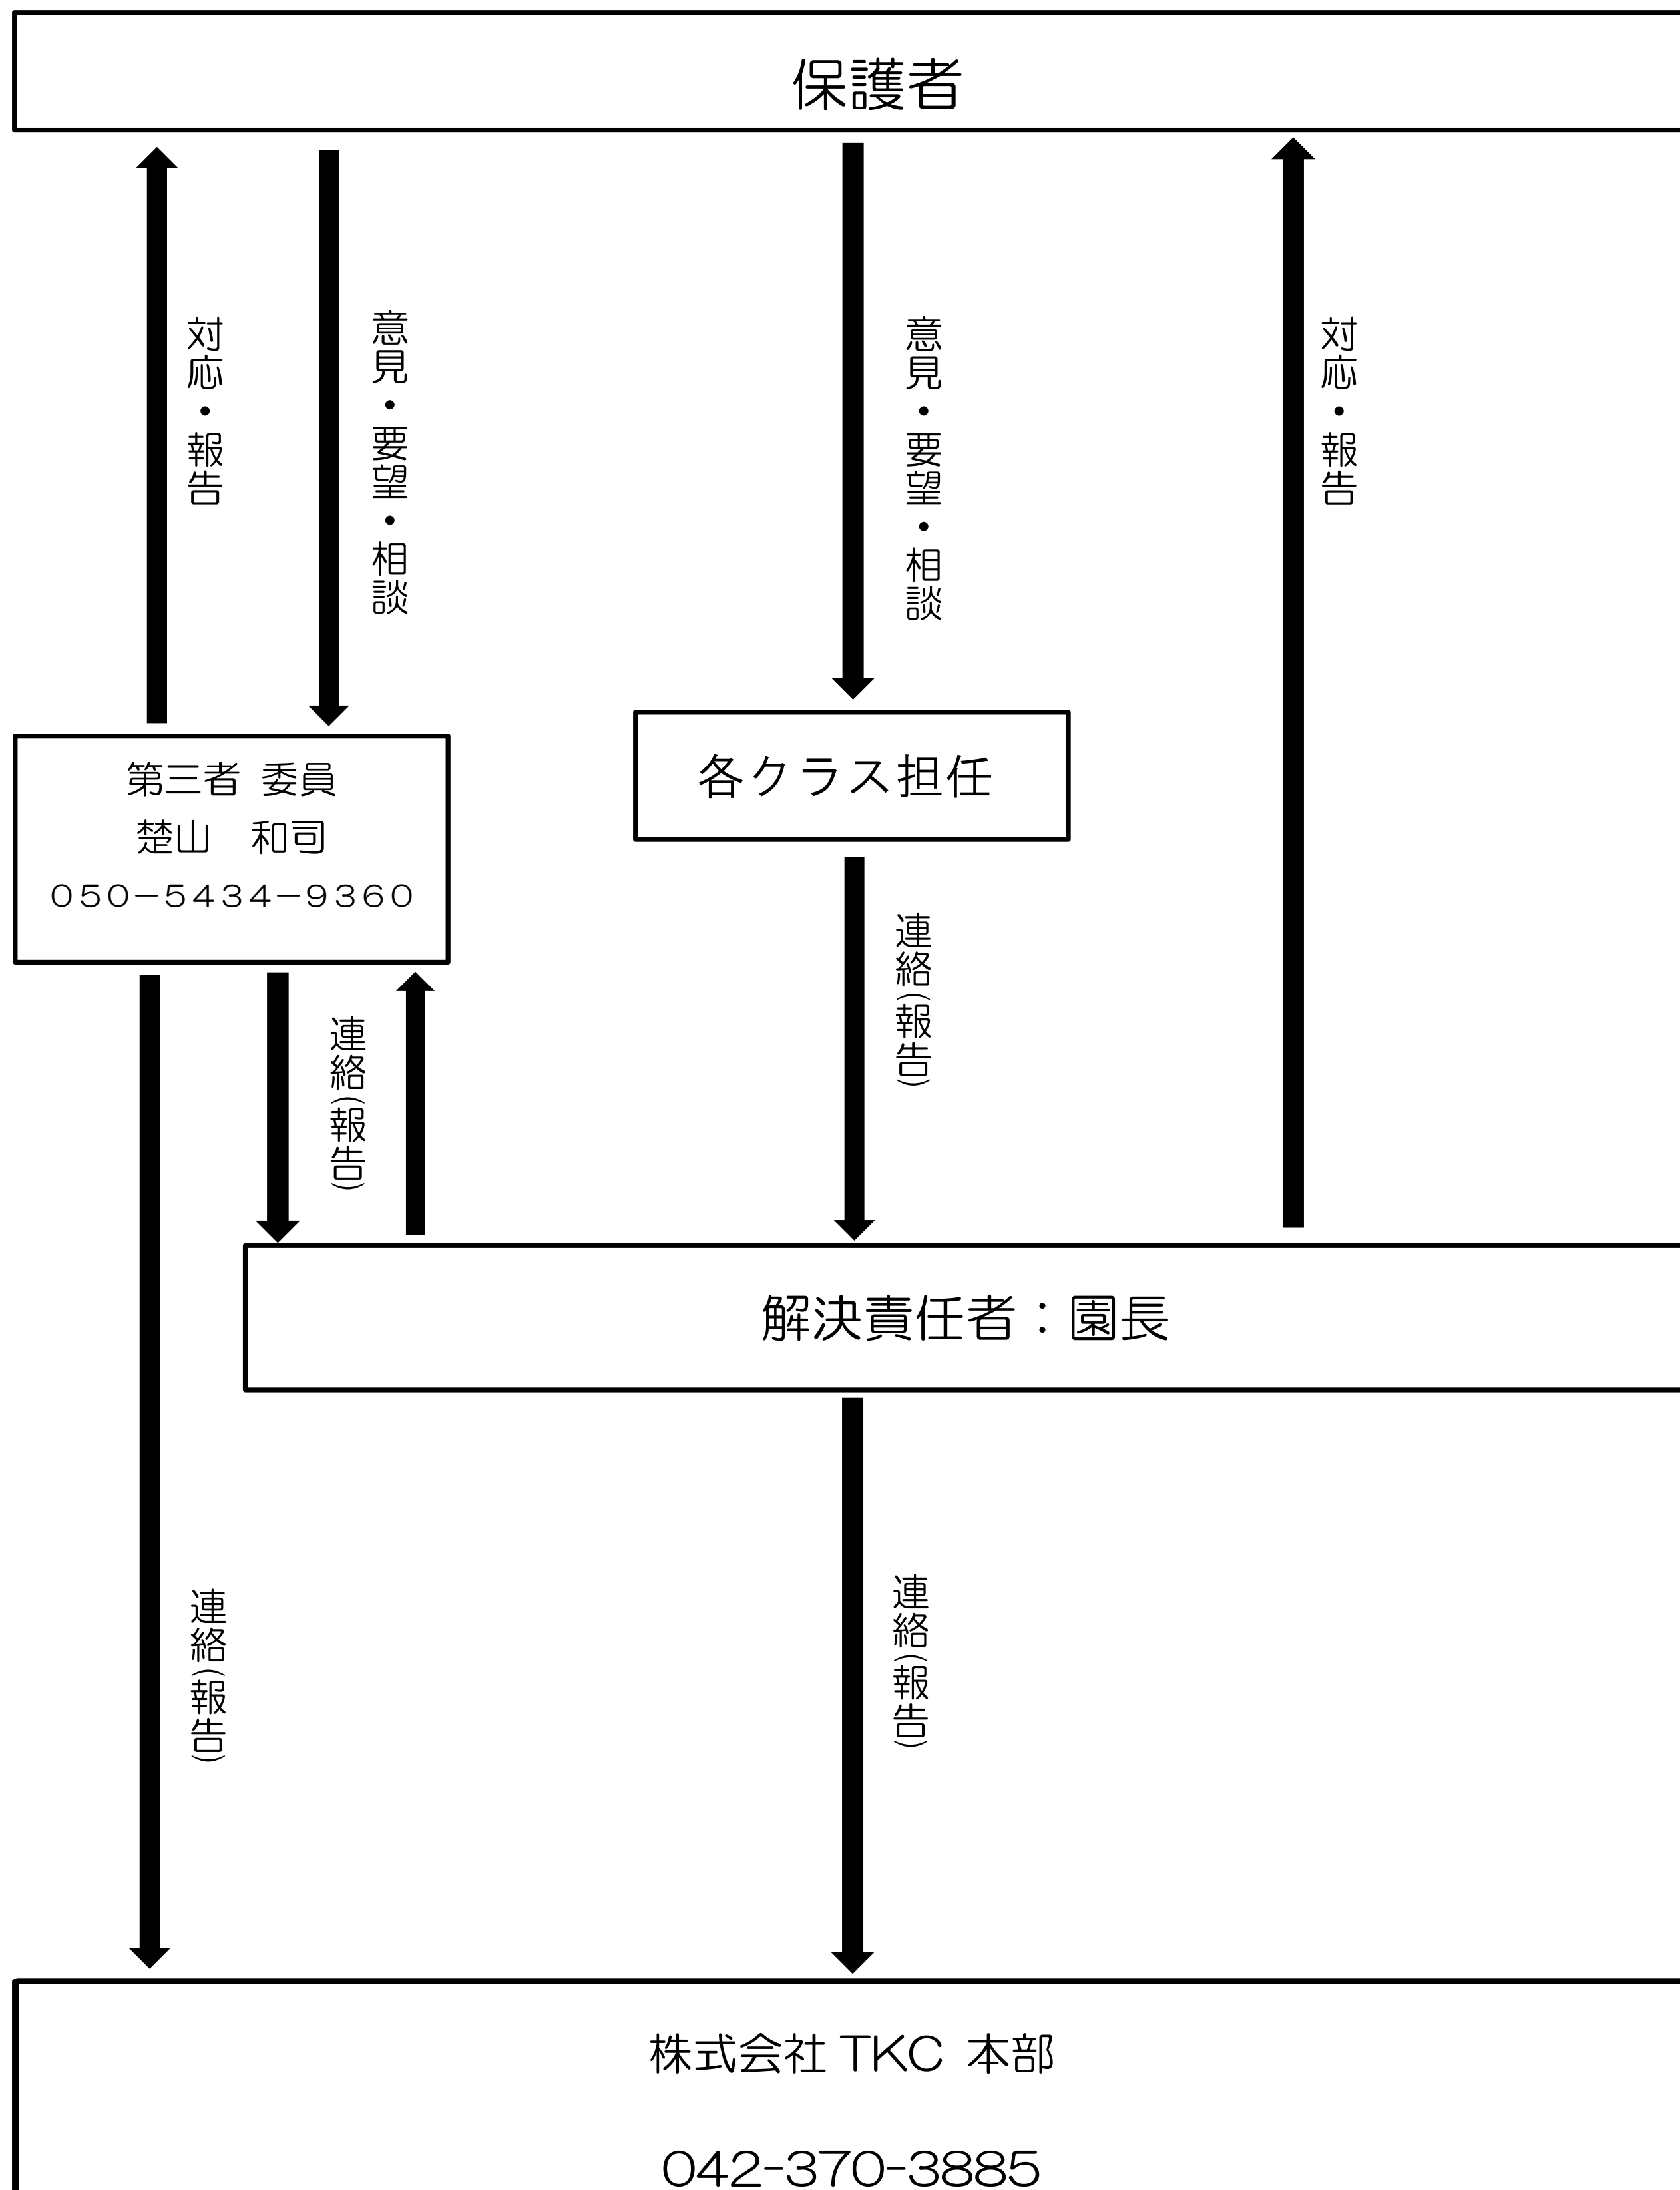 保護者
対応・報告
意見・要望・相談
意見・要望・相談
対応・報告
第三者 委員
楚山　和司
０５０－５４３４－９３６０
各クラス担任
連絡（報告）
連絡（報告）
解決責任者：園長
連絡（報告）
連絡（報告）
株式会社 TKC 本部
042-370-3885